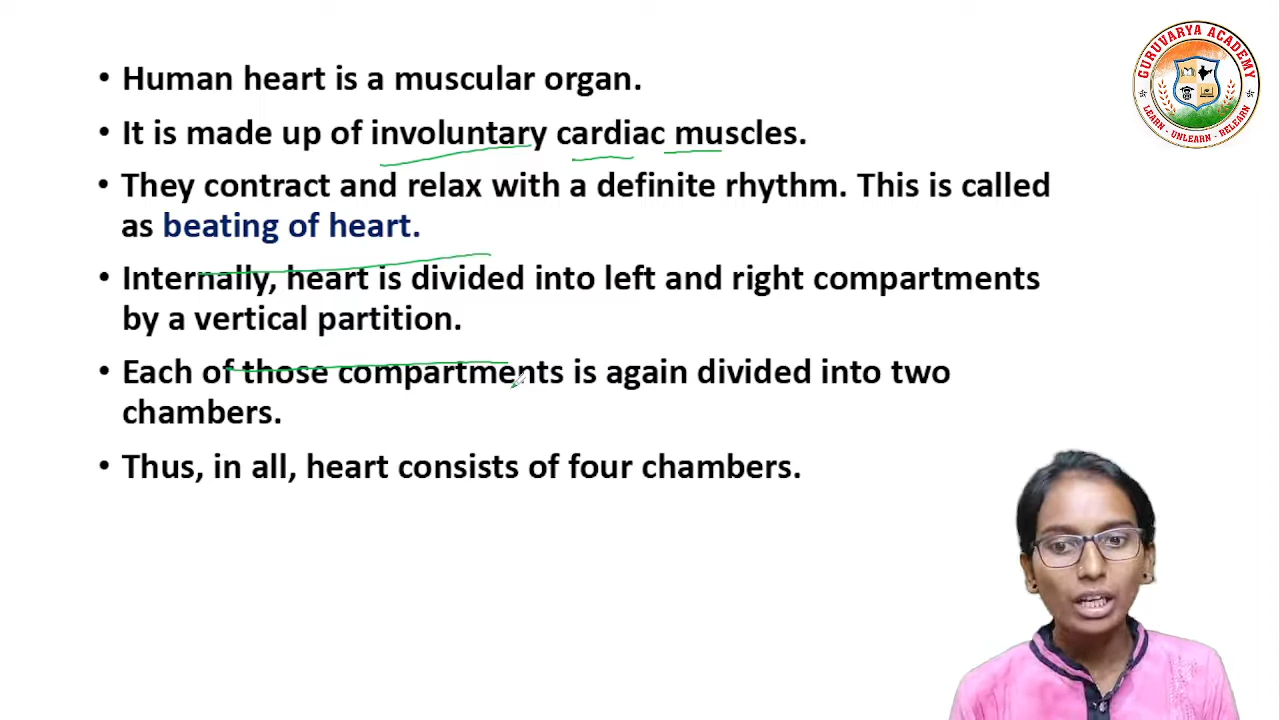 • Human heart is a muscular organ.
• It is made up of involuntary cardiac muscles.
• They contract and relax with a definite rhythm. This is called
as beating of heart.
• Internally, heart is divided into left and right compartments
by a vertical partition.
• Each of those compartments is again divided into two
chambers.
• Thus, in all, heart consists of four chambers.
GURUVARYA ACADEMY
LEARN - UNLEARN - RELEARN